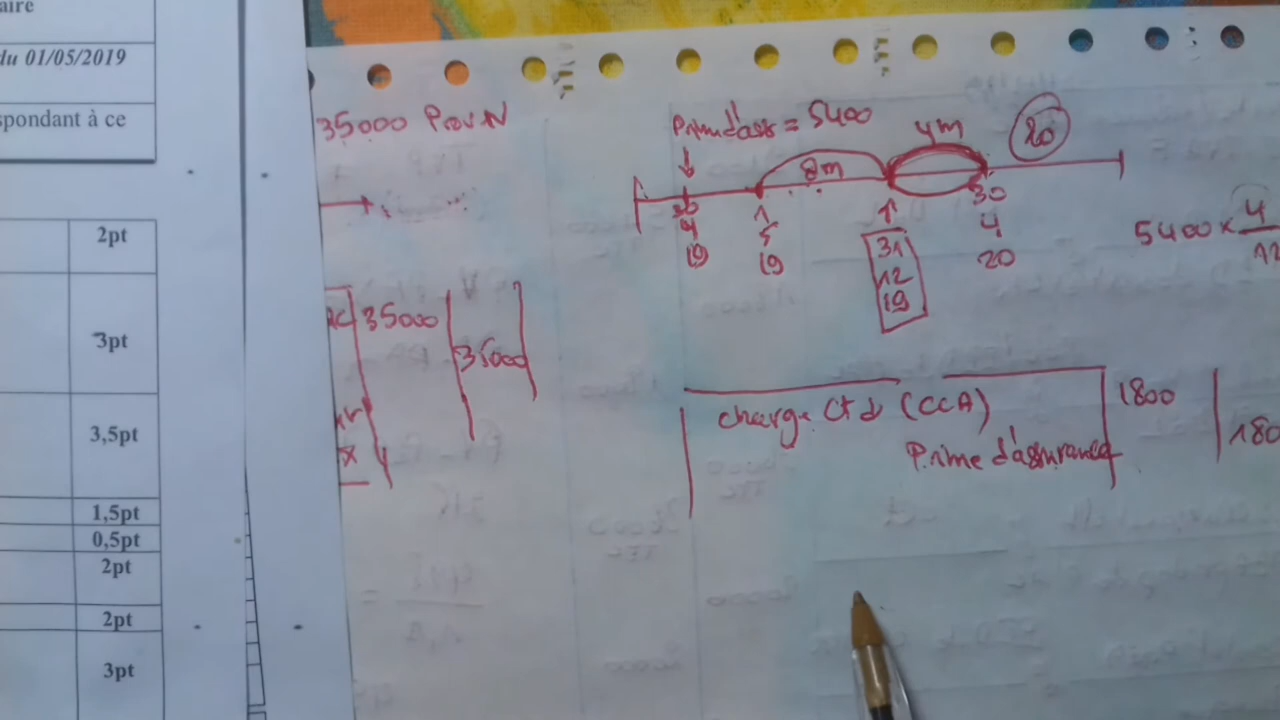 aire
du 01/05/2019
spondant à ce
2pt
3pt
3,5pt
1,5pt
0,5pt
2pt
2pt
3pt
35000
35000
35000
Prime d'ass = 5400
8m
4m
20
30
4
19
1
5
19
31
12
19
30
4
20
5400 × 4
12
charge Ct d (CCA)
1800
Prime d'assurance
180